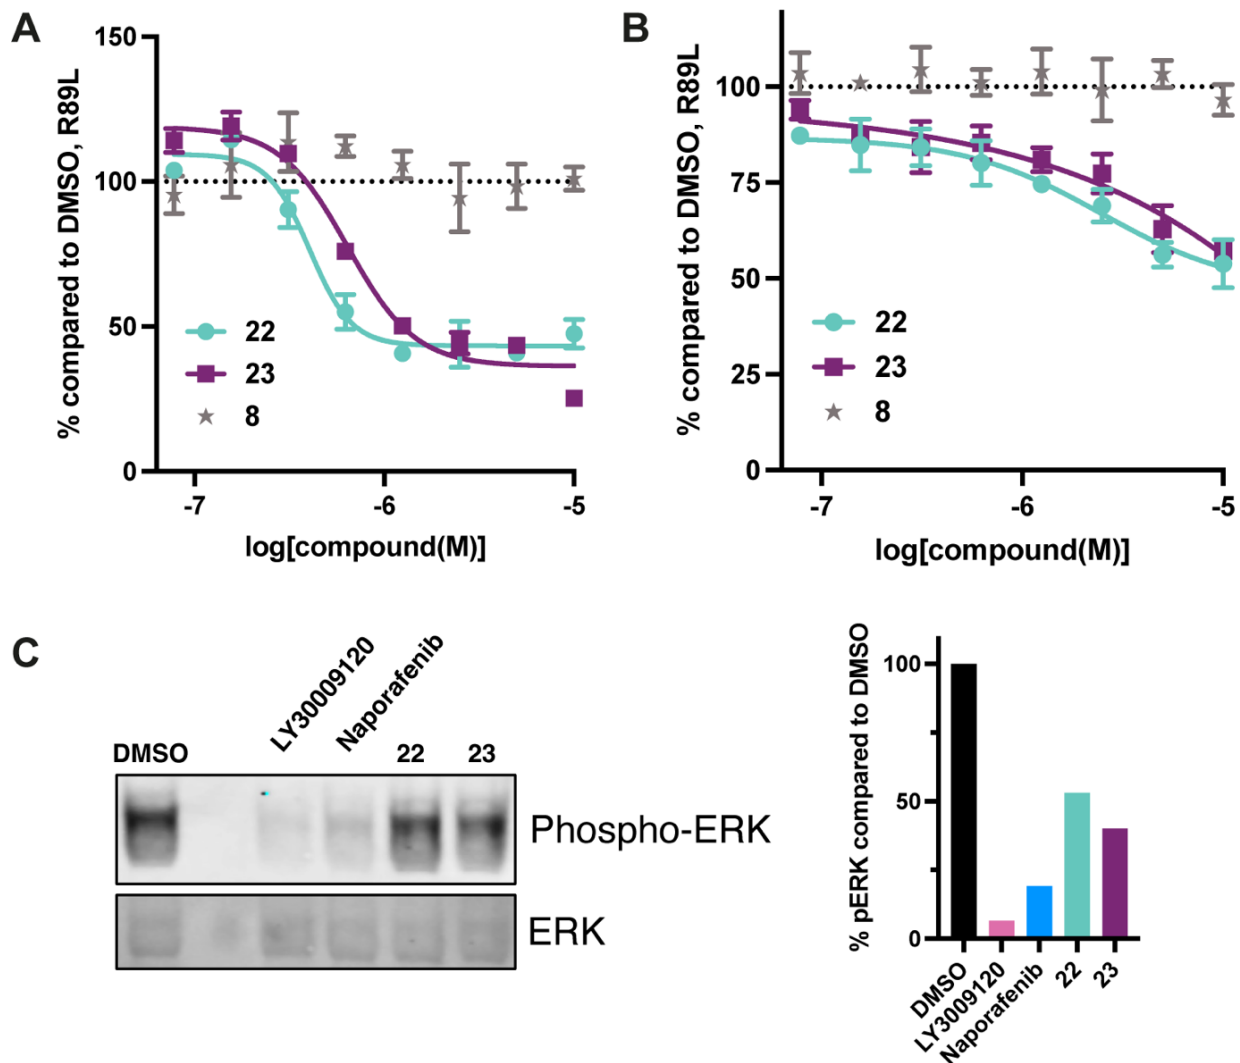 A
% compared to DMSO, R89L
150
100
50
0
-7
-6
-5
log[compound(M)]
22
23
8
B
% compared to DMSO, R89L
100
75
50
25
0
-7
-6
-5
log[compound(M)]
22
23
8
C
DMSO
LY30009120
Naporafenib
22
23
Phospho-ERK
ERK
% pERK compared to DMSO
100
50
0
DMSO
LY3009120
Naporafenib
22
23